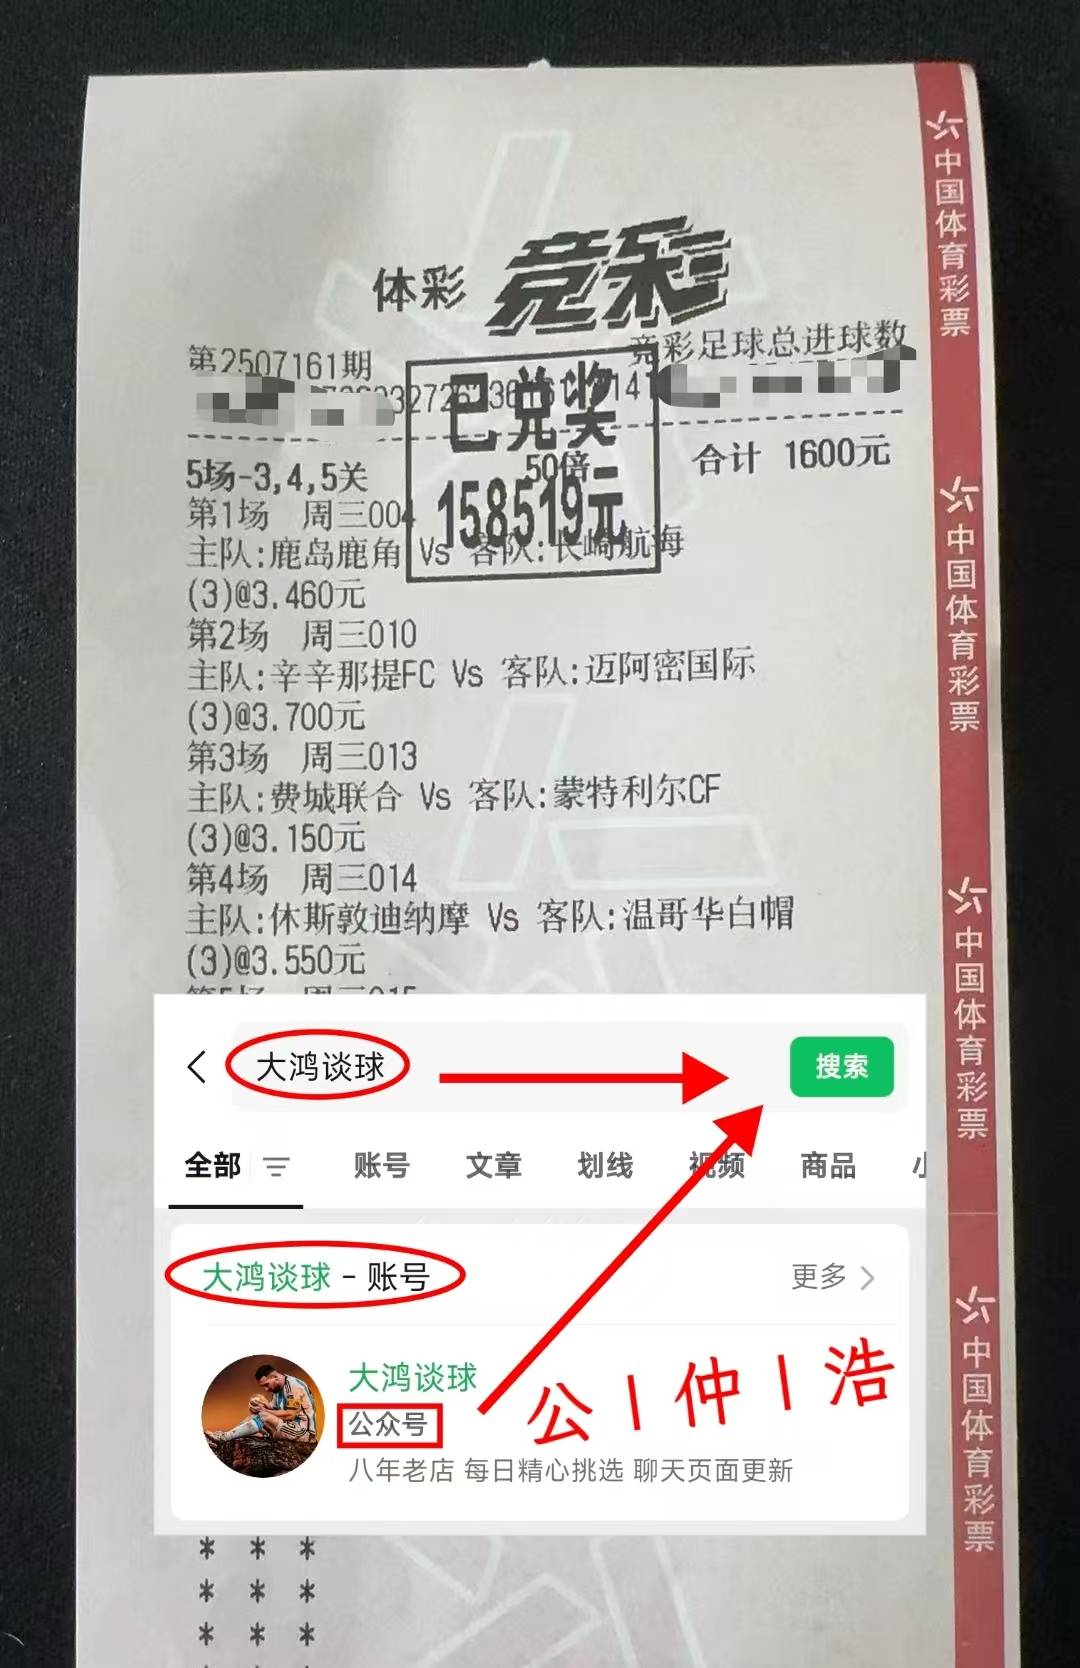 体彩 竞彩
第2507161期
竞彩足球总进球数
已兑奖
158519元
5场-3,4,5关
50倍
合计 1600元
第1场 周三004
主队:鹿岛鹿角 Vs 客队:长崎航海
(3)@3.460元
第2场 周三010
主队:辛辛那提FC Vs 客队:迈阿密国际
(3)@3.700元
第3场 周三013
主队:费城联合 Vs 客队:蒙特利尔CF
(3)@3.150元
第4场 周三014
主队:休斯敦迪纳摩 Vs 客队:温哥华白帽
(3)@3.550元
第5场 周三015
大鸿谈球
搜索
全部 账号 文章 划线 视频 商品
大鸿谈球 - 账号
更多
大鸿谈球
公众号
公 | 仲 | 浩
八年老店 每日精心挑选 聊天页面更新
* * *
* * *
* * *
中国体育彩票
中国体育彩票
中国体育彩票
中国体育彩票